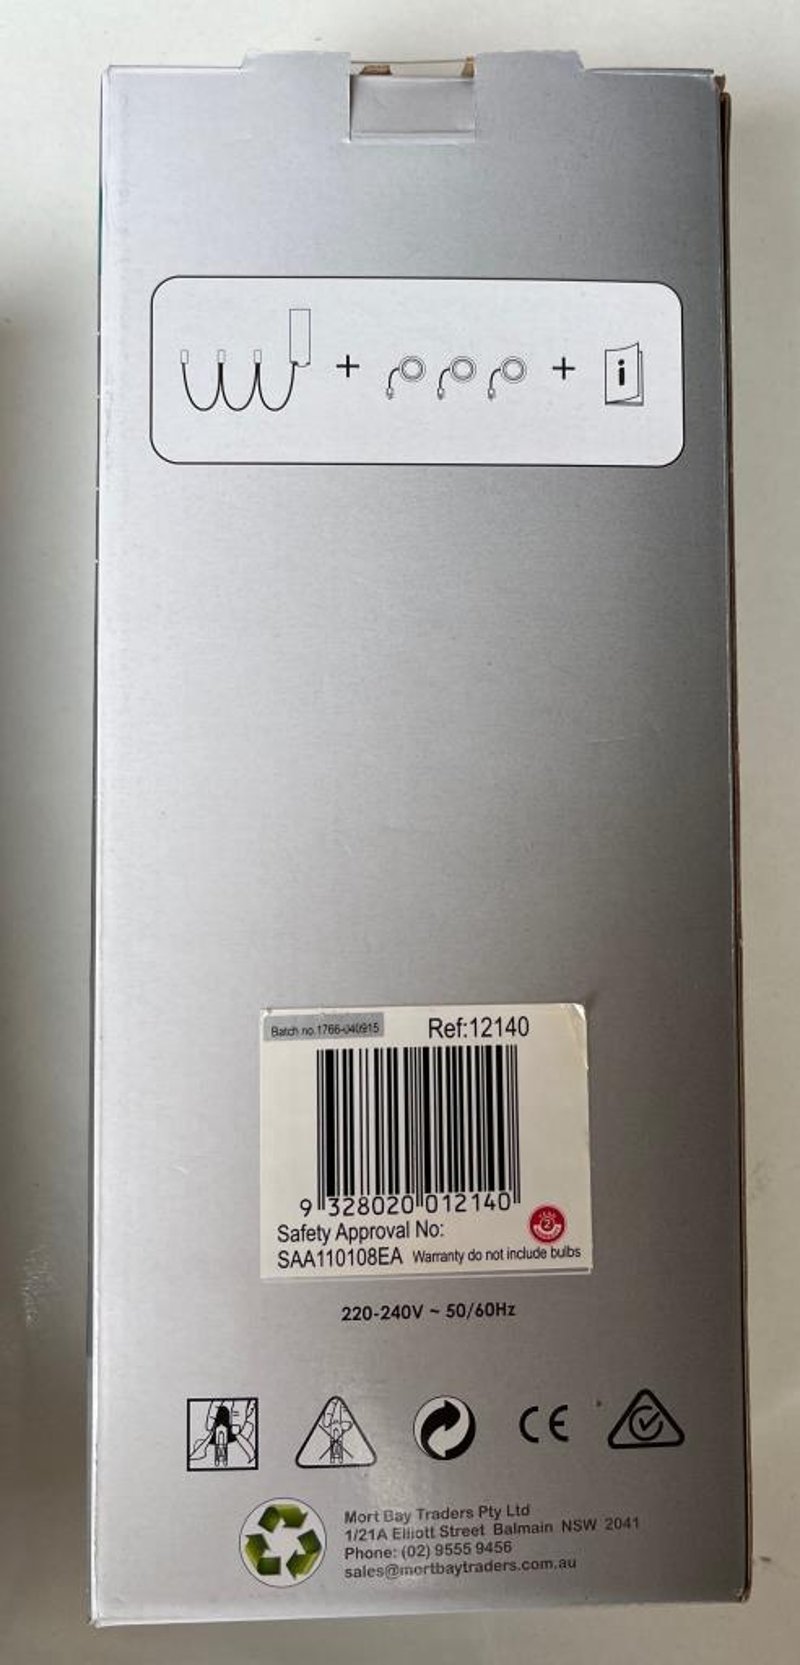 + + i
Batch no.1766-040915 Ref:12140
9 328020 012140
Safety Approval No:
SAA110108EA Warranty do not include bulbs
220-240V ~ 50/60Hz
CE
Mort Bay Traders Pty Ltd
1/21A Elliott Street Balmain NSW 2041
Phone: (02) 9555 9456
sales@mortbaytraders.com.au